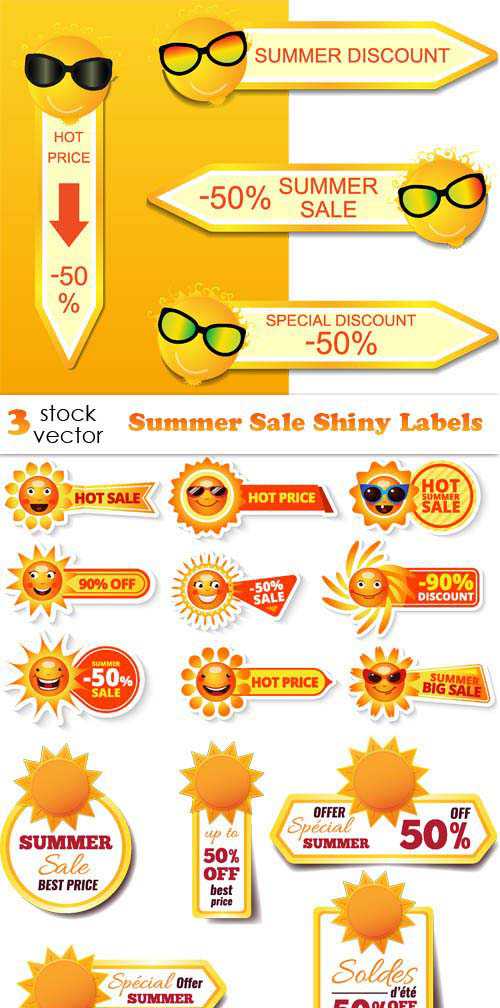 SUMMER DISCOUNT
HOT
PRICE
-50
%
-50% SUMMER
SALE
SPECIAL DISCOUNT
-50%
3 stock
vector
Summer Sale Shiny Labels
HOT SALE
HOT PRICE
HOT
SUMMER
SALE
90% OFF
-50%
SALE
-90%
DISCOUNT
SUMMER
-50%
SALE
HOT PRICE
SUMMER
BIG SALE
SUMMER
Sale
BEST PRICE
up to
50%
OFF
best
price
OFFER
Spécial
SUMMER
OFF
50%
Spécial Offer
SUMMER
Soldes
d'été
50% OFF